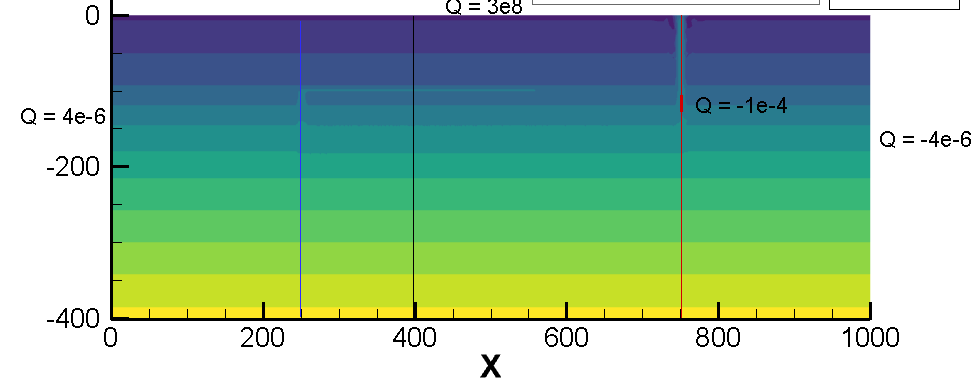 Q = 3e8
0
Q = 4e-6
Q = -1e-4
Q = -4e-6
-200
-400
0 200 400 600 800 1000
X